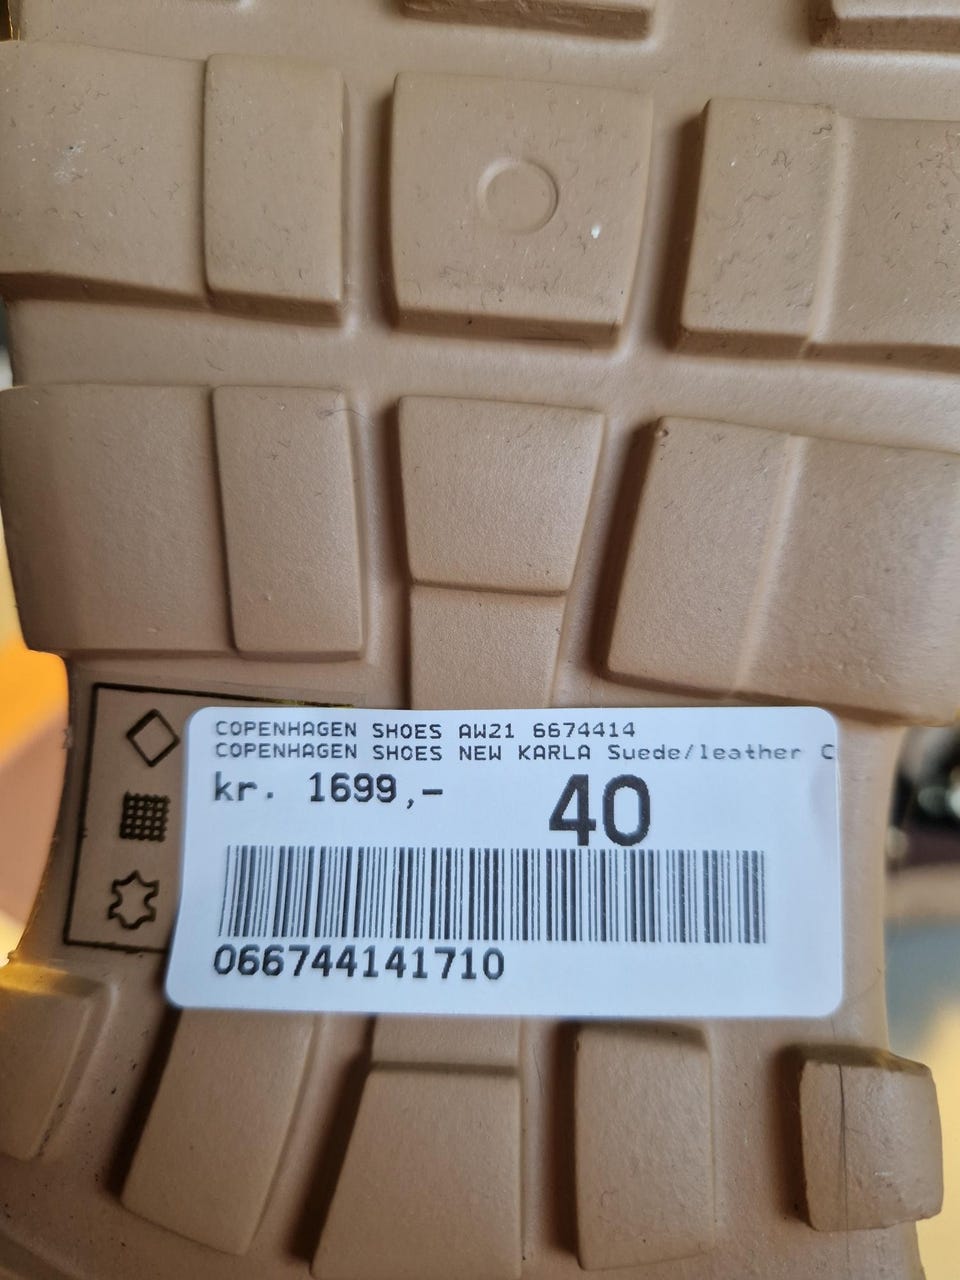 COPENHAGEN SHOES AW21 6674414
COPENHAGEN SHOES NEW KARLA Suede/leather C
kr. 1699,-
40
066744141710